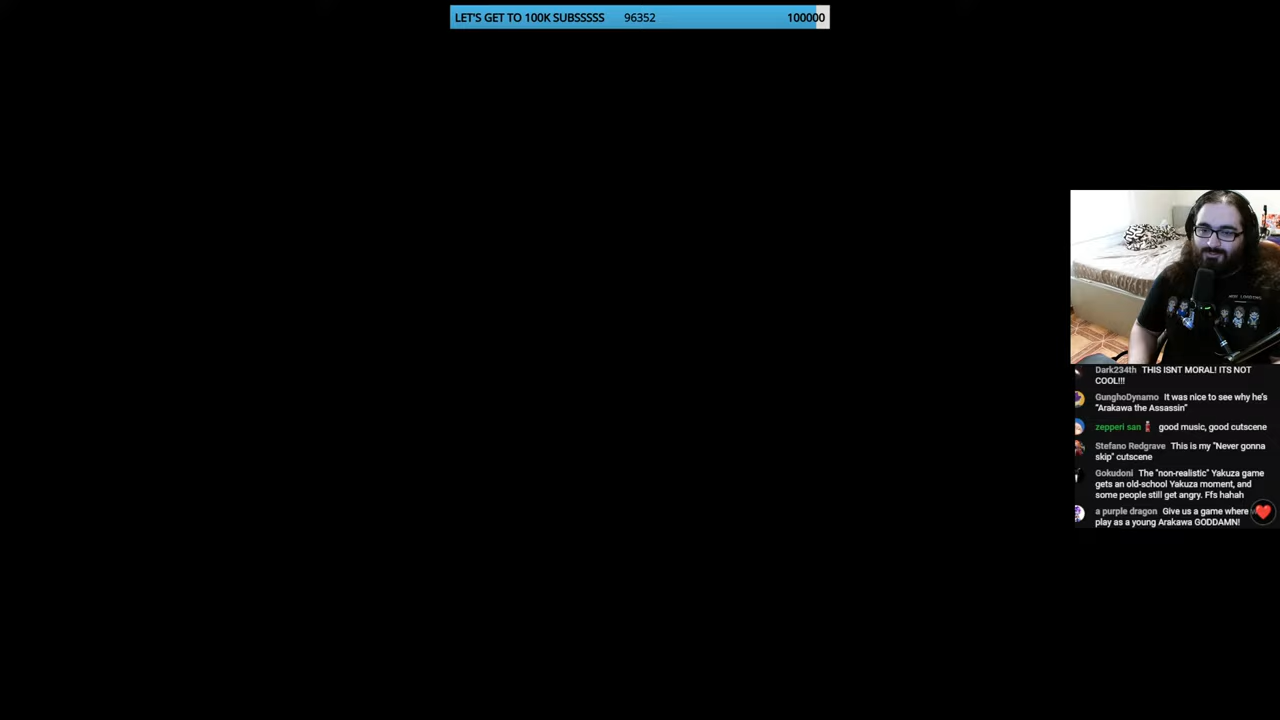 LET'S GET TO 100K SUBSSSSS 96352 100000
Dark234th THIS ISNT MORAL! ITS NOT
COOL!!!
GunghoDynamo It was nice to see why he's
"Arakawa the Assassin"
zepperi san good music, good cutscene
Stefano Redgrave This is my "Never gonna
skip" cutscene
Gokudoni The "non-realistic" Yakuza game
gets an old-school Yakuza moment, and
some people still get angry. Ffs hahah
a purple dragon Give us a game where
play as a young Arakawa GODDAMN!